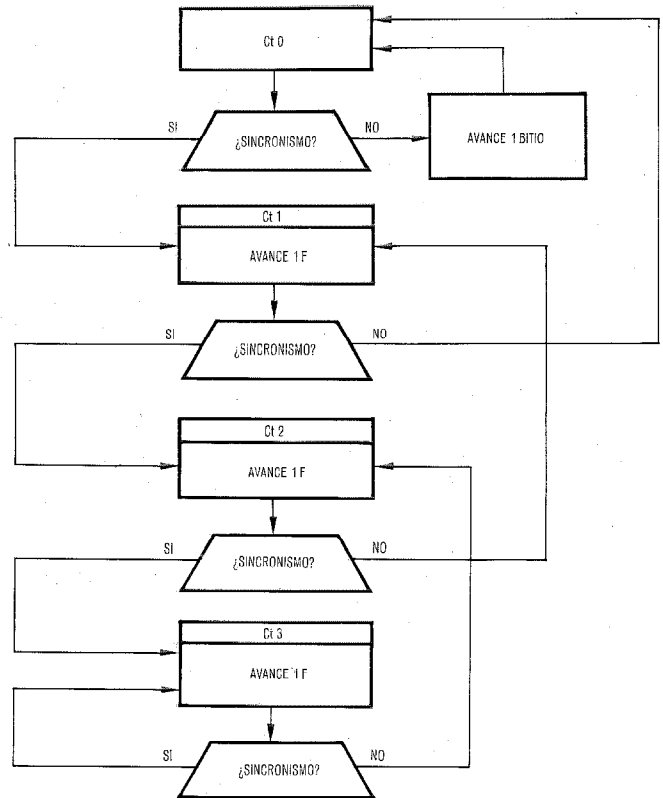 Ct 0
SI
¿SINCRONISMO?
NO
AVANCE 1 BITIO
Ct 1
AVANCE 1 F
SI
¿SINCRONISMO?
NO
Ct 2
AVANCE 1 F
SI
¿SINCRONISMO?
NO
Ct 3
AVANCE 1 F
SI
¿SINCRONISMO?
NO